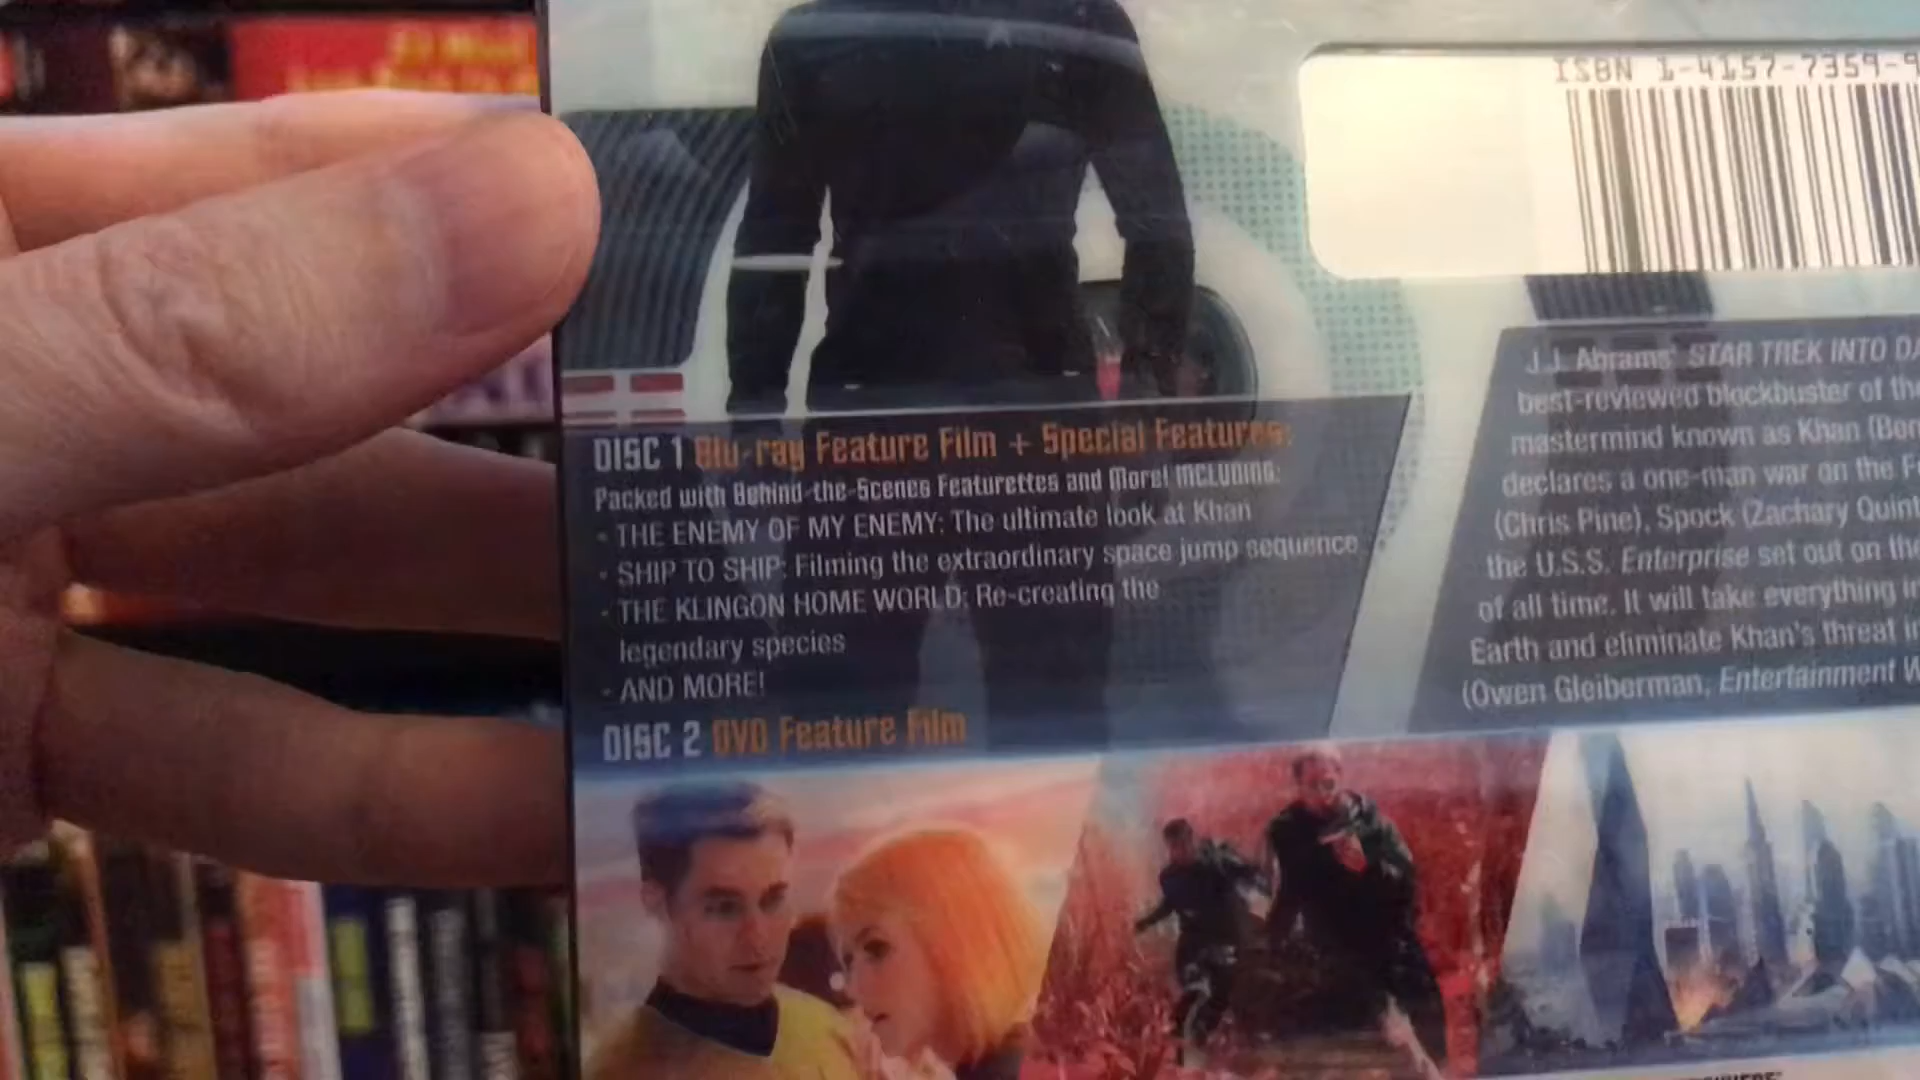 ISBN 1-4157-7359-9
DISC 1 Blu-ray Feature Film + Special Features:
Packed with Behind-the-Scenes Featurettes and More! INCLUDING:
- THE ENEMY OF MY ENEMY: The ultimate look at Khan
- SHIP TO SHIP: Filming the extraordinary space jump sequence
- THE KLINGON HOME WORLD: Re-creating the
legendary species
- AND MORE!
DISC 2 DVD Feature Film
J.J. Abrams' STAR TREK INTO DA
best-reviewed blockbuster of the
mastermind known as Khan (Ben
declares a one-man war on the F
(Chris Pine), Spock (Zachary Quint
the U.S.S. Enterprise set out on the
of all time. It will take everything in
Earth and eliminate Khan's threat in
(Owen Gleiberman, Entertainment W